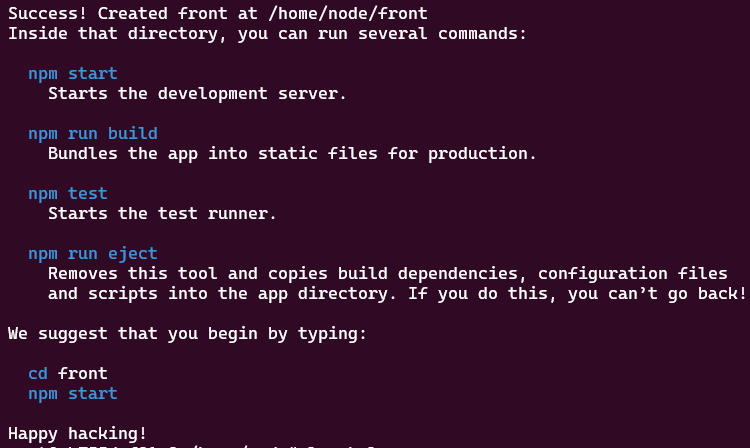 Success! Created front at /home/node/front
Inside that directory, you can run several commands:
npm start
Starts the development server.
npm run build
Bundles the app into static files for production.
npm test
Starts the test runner.
npm run eject
Removes this tool and copies build dependencies, configuration files
and scripts into the app directory. If you do this, you can’t go back!
We suggest that you begin by typing:
cd front
npm start
Happy hacking!